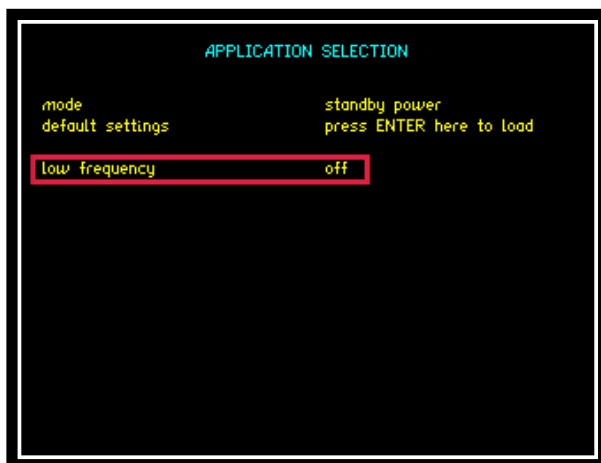 APPLICATION SELECTION
mode standby power
default settings press ENTER here to load
low frequency off